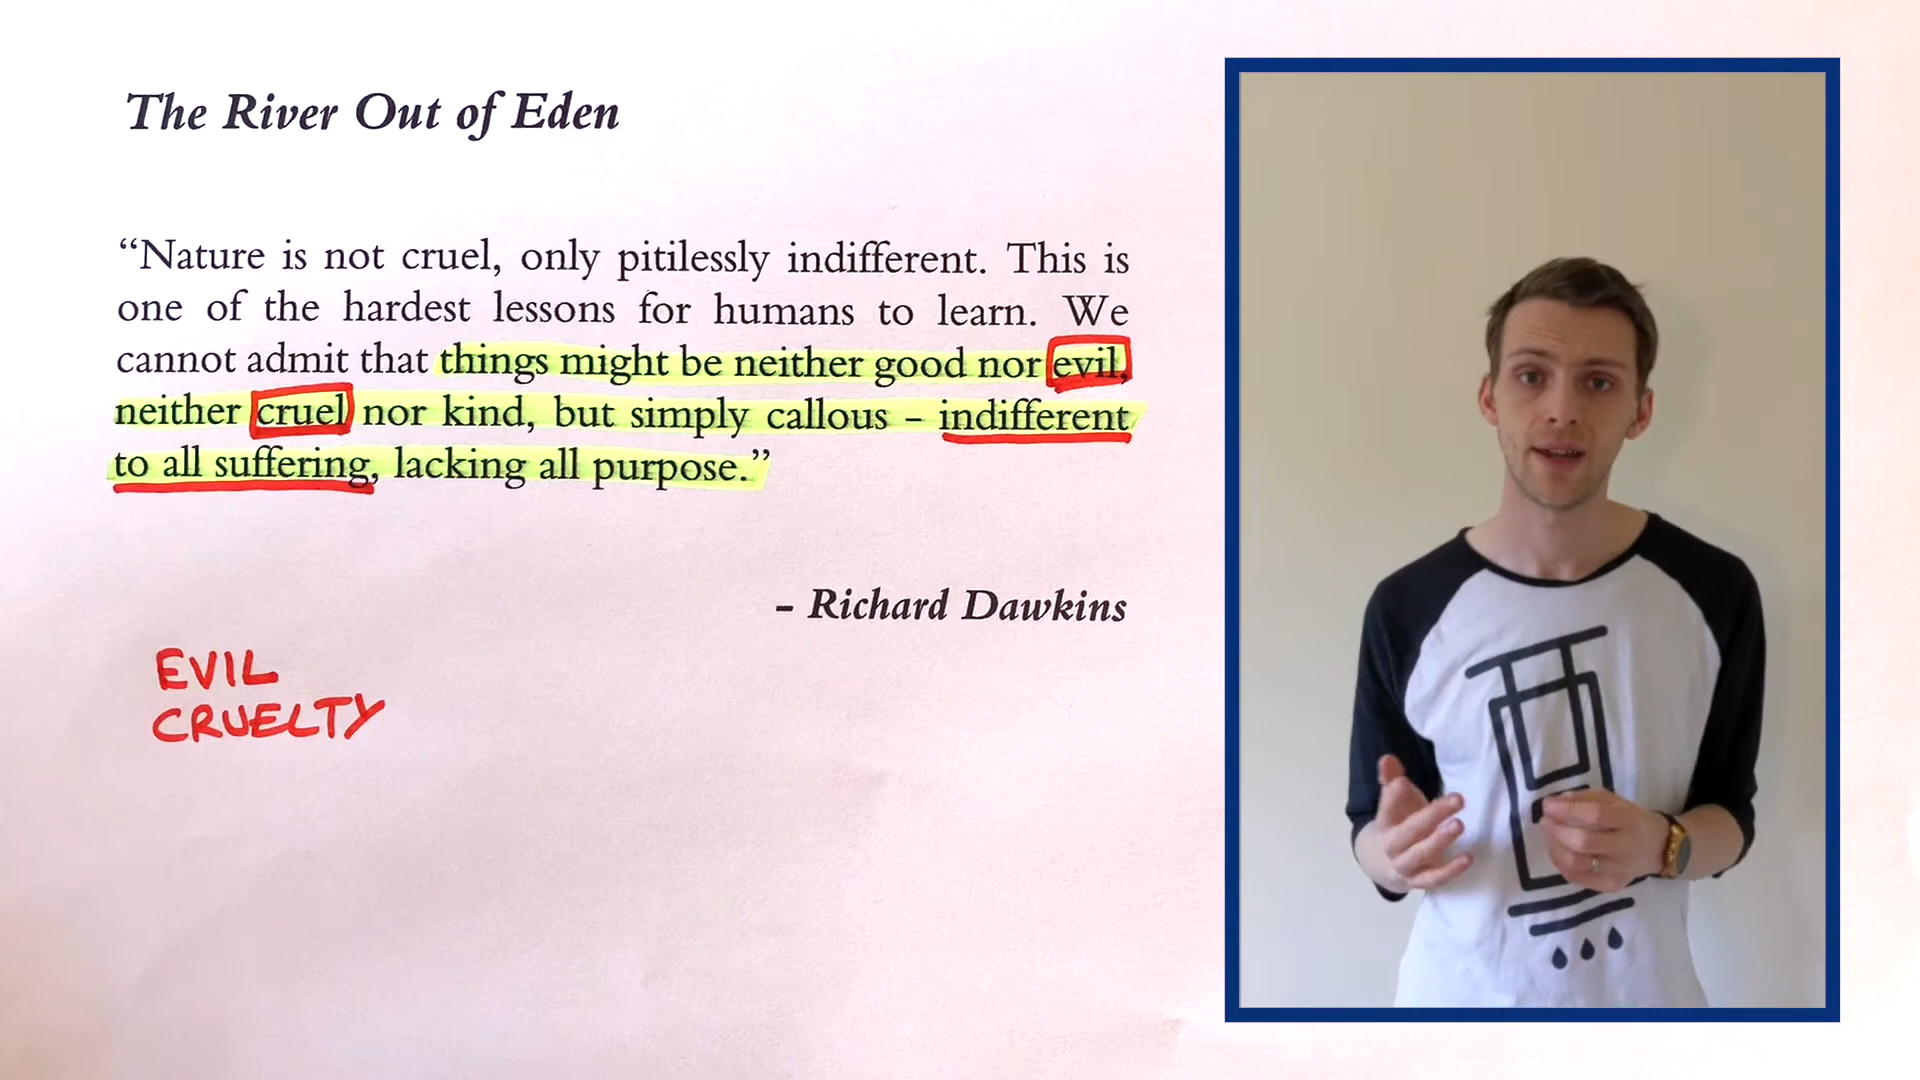 The River Out of Eden
“Nature is not cruel, only pitilessly indifferent. This is
one of the hardest lessons for humans to learn. We
cannot admit that things might be neither good nor evil,
neither cruel nor kind, but simply callous – indifferent
to all suffering, lacking all purpose.”
– Richard Dawkins
EVIL
CRUELTY